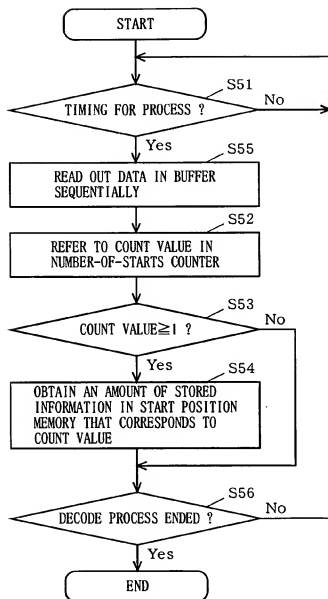 START
S51
TIMING FOR PROCESS ?
No
Yes
S55
READ OUT DATA IN BUFFER
SEQUENTIALLY
S52
REFER TO COUNT VALUE IN
NUMBER-OF-STARTS COUNTER
S53
COUNT VALUE≧1 ?
No
Yes
S54
OBTAIN AN AMOUNT OF STORED
INFORMATION IN START POSITION
MEMORY THAT CORRESPONDS TO
COUNT VALUE
S56
DECODE PROCESS ENDED ?
No
Yes
END